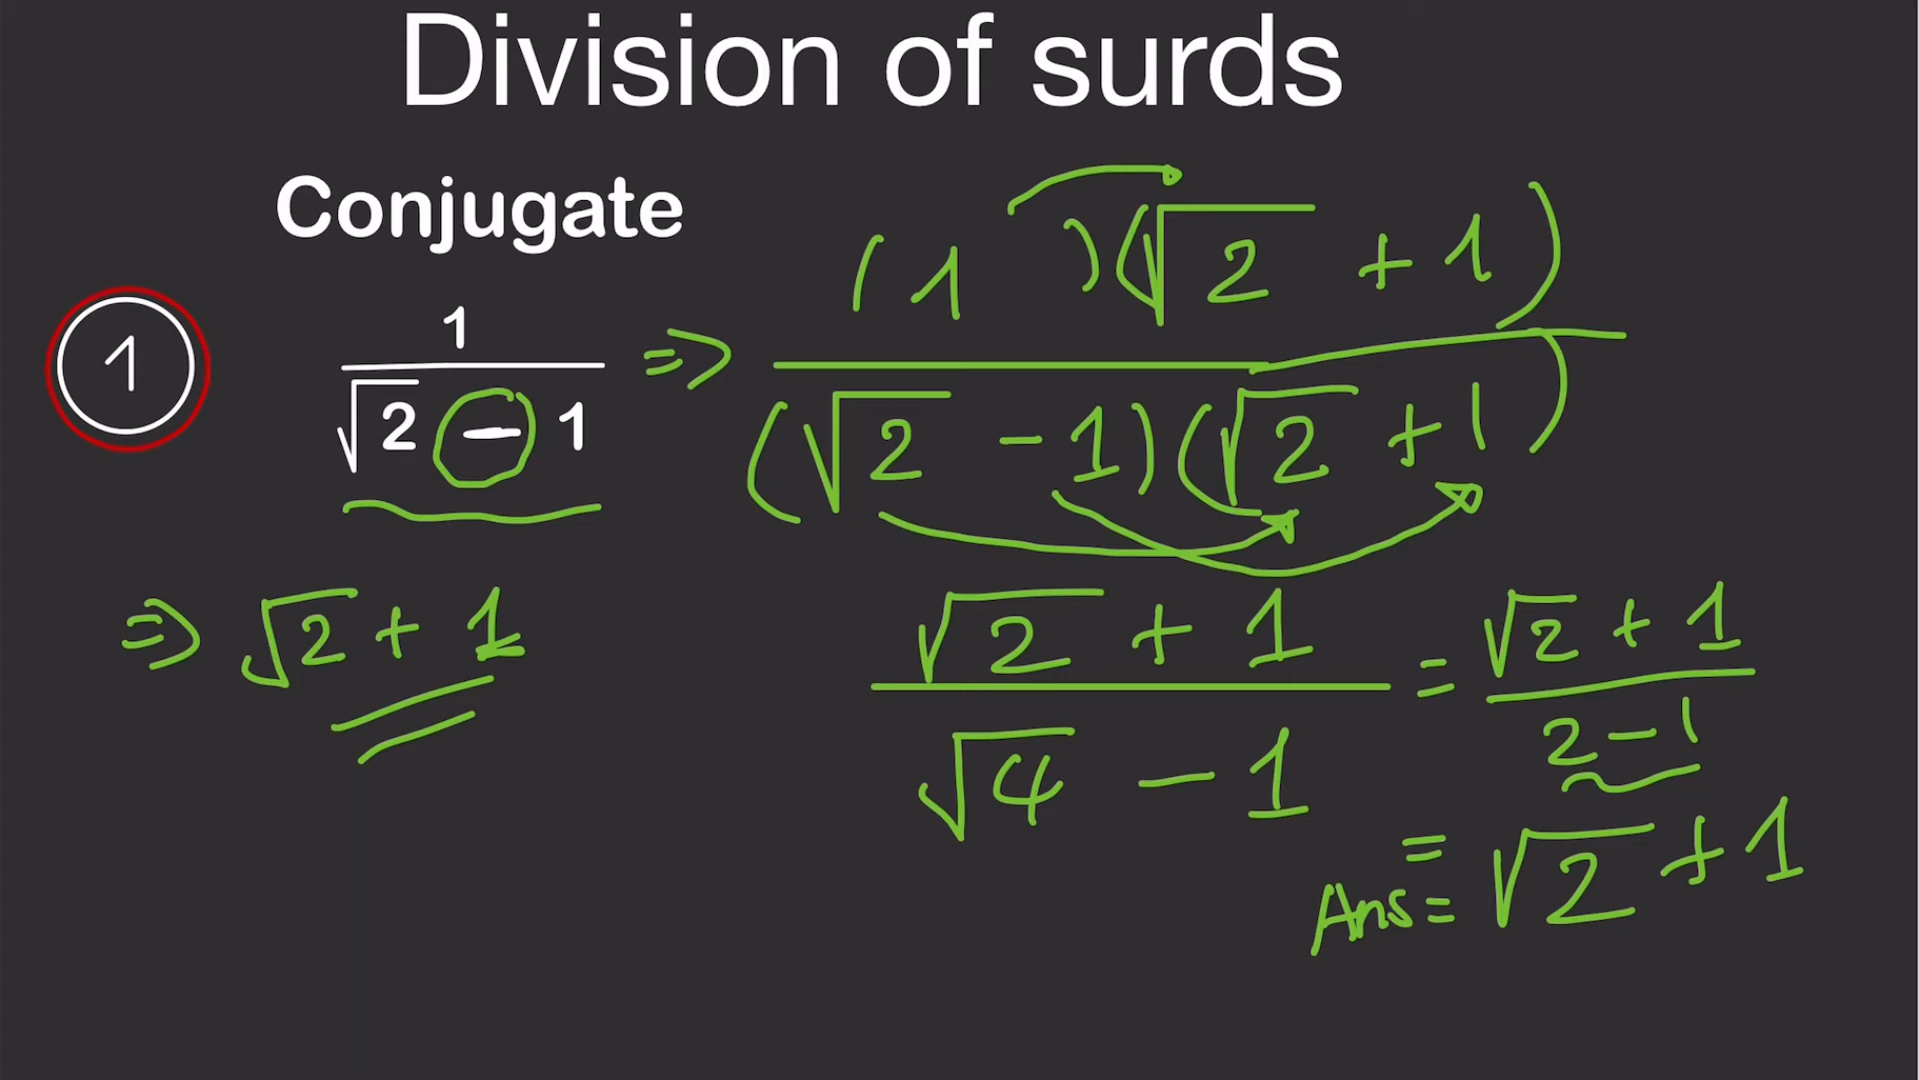 Division of surds
Conjugate
1
1
√2 − 1
⇒
(1 )(√2 + 1)
(√2 − 1)(√2 + 1)
⇒ √2 + 1
√2 + 1
√4 − 1
=
√2 + 1
2 − 1
=
Ans = √2 + 1